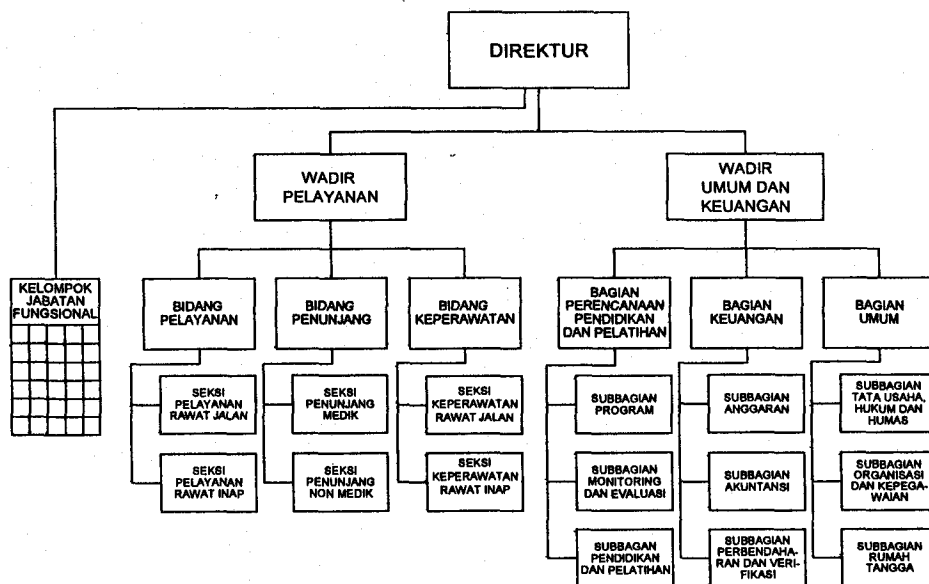 DIREKTUR
WADIR
PELAYANAN
WADIR
UMUM DAN
KEUANGAN
KELOMPOK
JABATAN
FUNGSIONAL
BIDANG
PELAYANAN
BIDANG
PENUNJANG
BIDANG
KEPERAWATAN
BAGIAN
PERENCANAAN
PENDIDIKAN
DAN PELATIHAN
BAGIAN
KEUANGAN
BAGIAN
UMUM
SEKSI
PELAYANAN
RAWAT JALAN
SEKSI
PENUNJANG
MEDIK
SEKSI
KEPERAWATAN
RAWAT JALAN
SUBBAGIAN
PROGRAM
SUBBAGIAN
ANGGARAN
SUBBAGIAN
TATA USAHA,
HUKUM DAN
HUMAS
SEKSI
PELAYANAN
RAWAT INAP
SEKSI
PENUNJANG
NON MEDIK
SEKSI
KEPERAWATAN
RAWAT INAP
SUBBAGIAN
MONITORING
DAN EVALUASI
SUBBAGIAN
AKUNTANSI
SUBBAGIAN
ORGANISASI
DAN KEPEGA-
WAIAN
SUBBAGAN
PENDIDIKAN
DAN PELATIHAN
SUBBAGIAN
PERBENDAHA-
RAN DAN VERI-
FIKASI
SUBBAGIAN
RUMAH
TANGGA